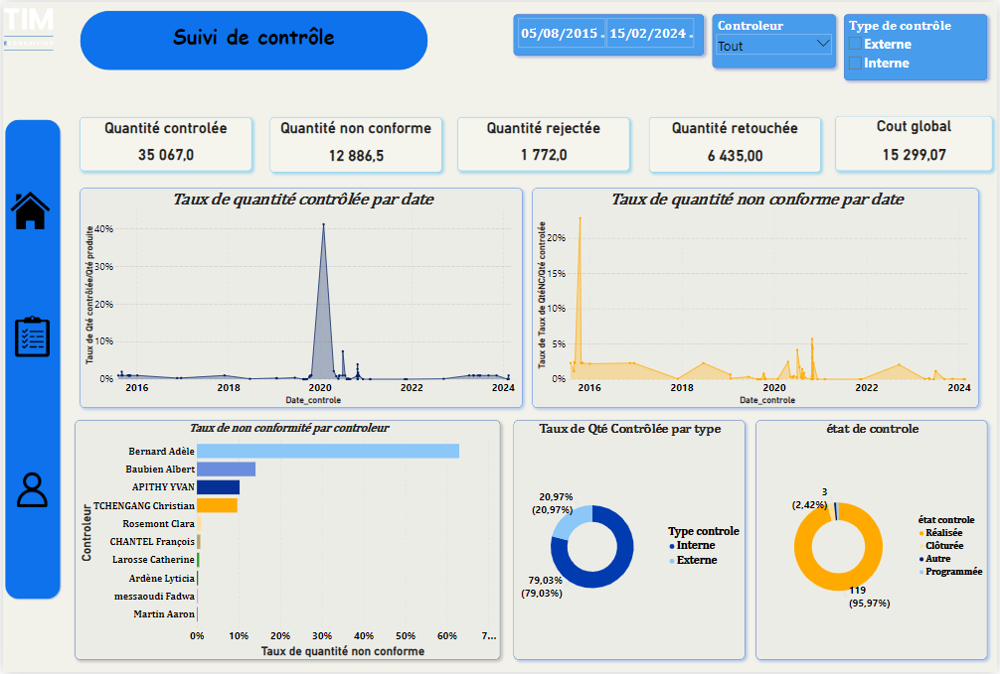 TIM
Suivi de contrôle
05/08/2015
15/02/2024
Controleur
Tout
Type de contrôle
Externe
Interne
Quantité controlée
35 067,0
Quantité non conforme
12 886,5
Quantité rejectée
1 772,0
Quantité retouchée
6 435,00
Cout global
15 299,07
Taux de quantité contrôlée par date
Taux de Qté contrôlée/Qté produite
40%
30%
20%
10%
0%
2016
2018
2020
2022
2024
Date_controle
Taux de quantité non conforme par date
Taux de Taux de QtéNC/Qté controlée
20%
15%
10%
5%
0%
2016
2018
2020
2022
2024
Date_controle
Taux de non conformité par controleur
Controleur
Bernard Adèle
Baubien Albert
APITHY YVAN
TCHENGANG Christian
Rosemont Clara
CHANTEL François
Larosse Catherine
Ardène Lyticia
messaoudi Fadwa
Martin Aaron
0%
10%
20%
30%
40%
50%
60%
7...
Taux de quantité non conforme
Taux de Qté Contrôlée par type
20,97%
(20,97%)
79,03%
(79,03%)
Type controle
Interne
Externe
état de controle
3
(2,42%)
119
(95,97%)
état controle
Réalisée
Clôturée
Autre
Programmée